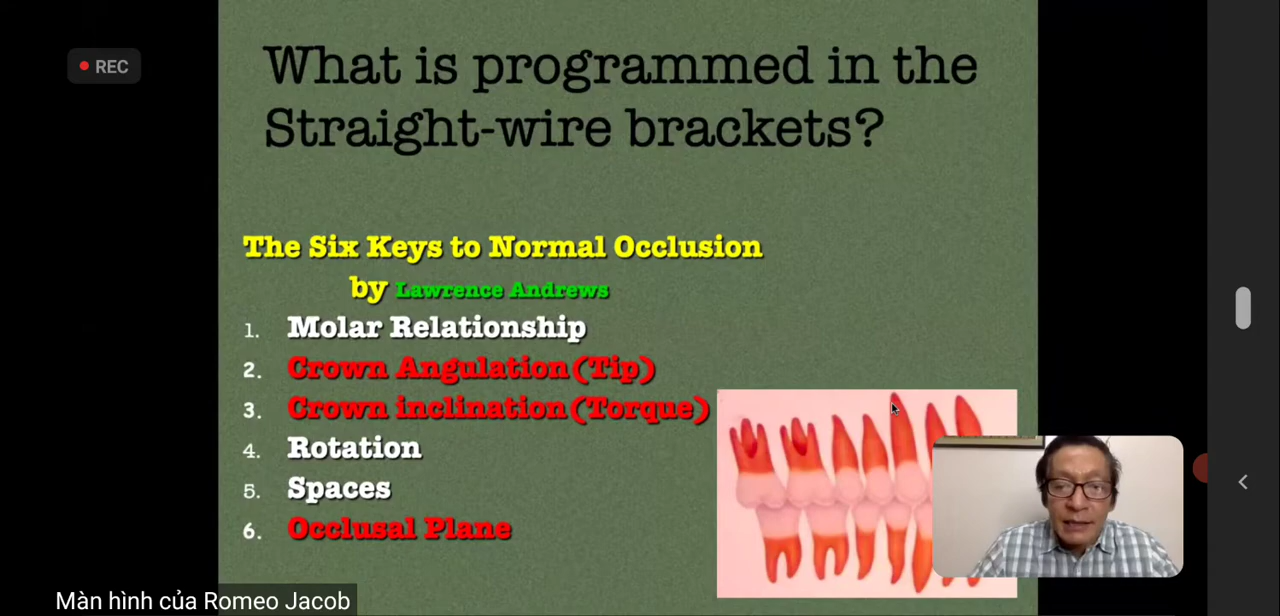 REC
What is programmed in the
Straight-wire brackets?
The Six Keys to Normal Occlusion
by Lawrence Andrews
1. Molar Relationship
2. Crown Angulation(Tip)
3. Crown inclination(Torque)
4. Rotation
5. Spaces
6. Occlusal Plane
Màn hình của Romeo Jacob